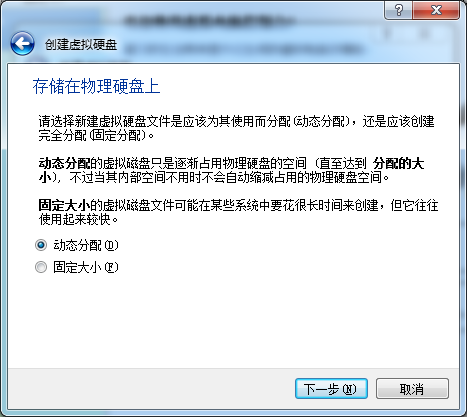 创建虚拟硬盘
存储在物理硬盘上
请选择新建虚拟硬盘文件是应该为其使用而分配(动态分配)，还是应该创建
完全分配(固定分配)。
动态分配的虚拟磁盘只是逐渐占用物理硬盘的空间（直至达到 分配的大
小），不过当其内部空间不用时不会自动缩减占用的物理硬盘空间。
固定大小的虚拟磁盘文件可能在某些系统中要花很长时间来创建，但它往往
使用起来较快。
动态分配(D)
固定大小(F)
下一步(N)
取消